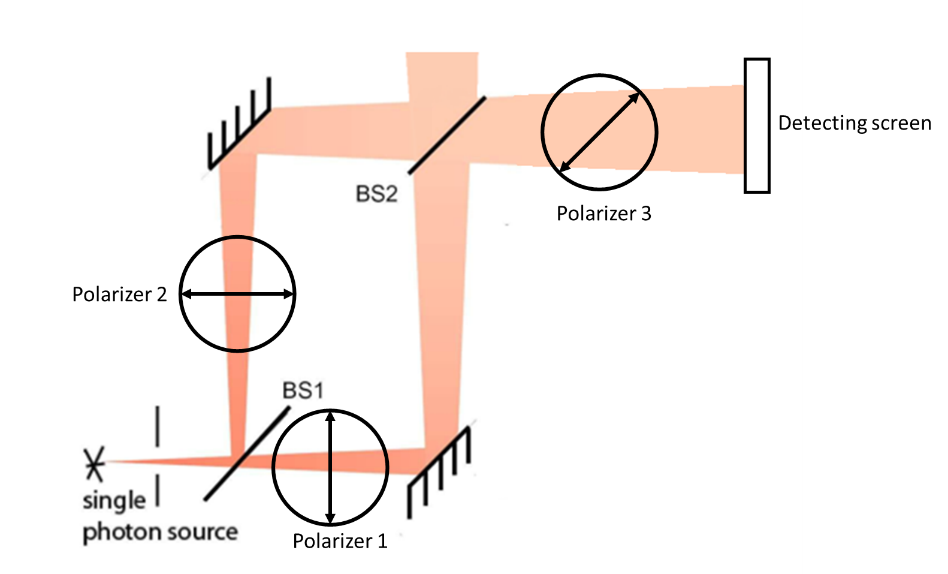 Detecting screen
BS2
Polarizer 3
Polarizer 2
BS1
single
photon source
Polarizer 1